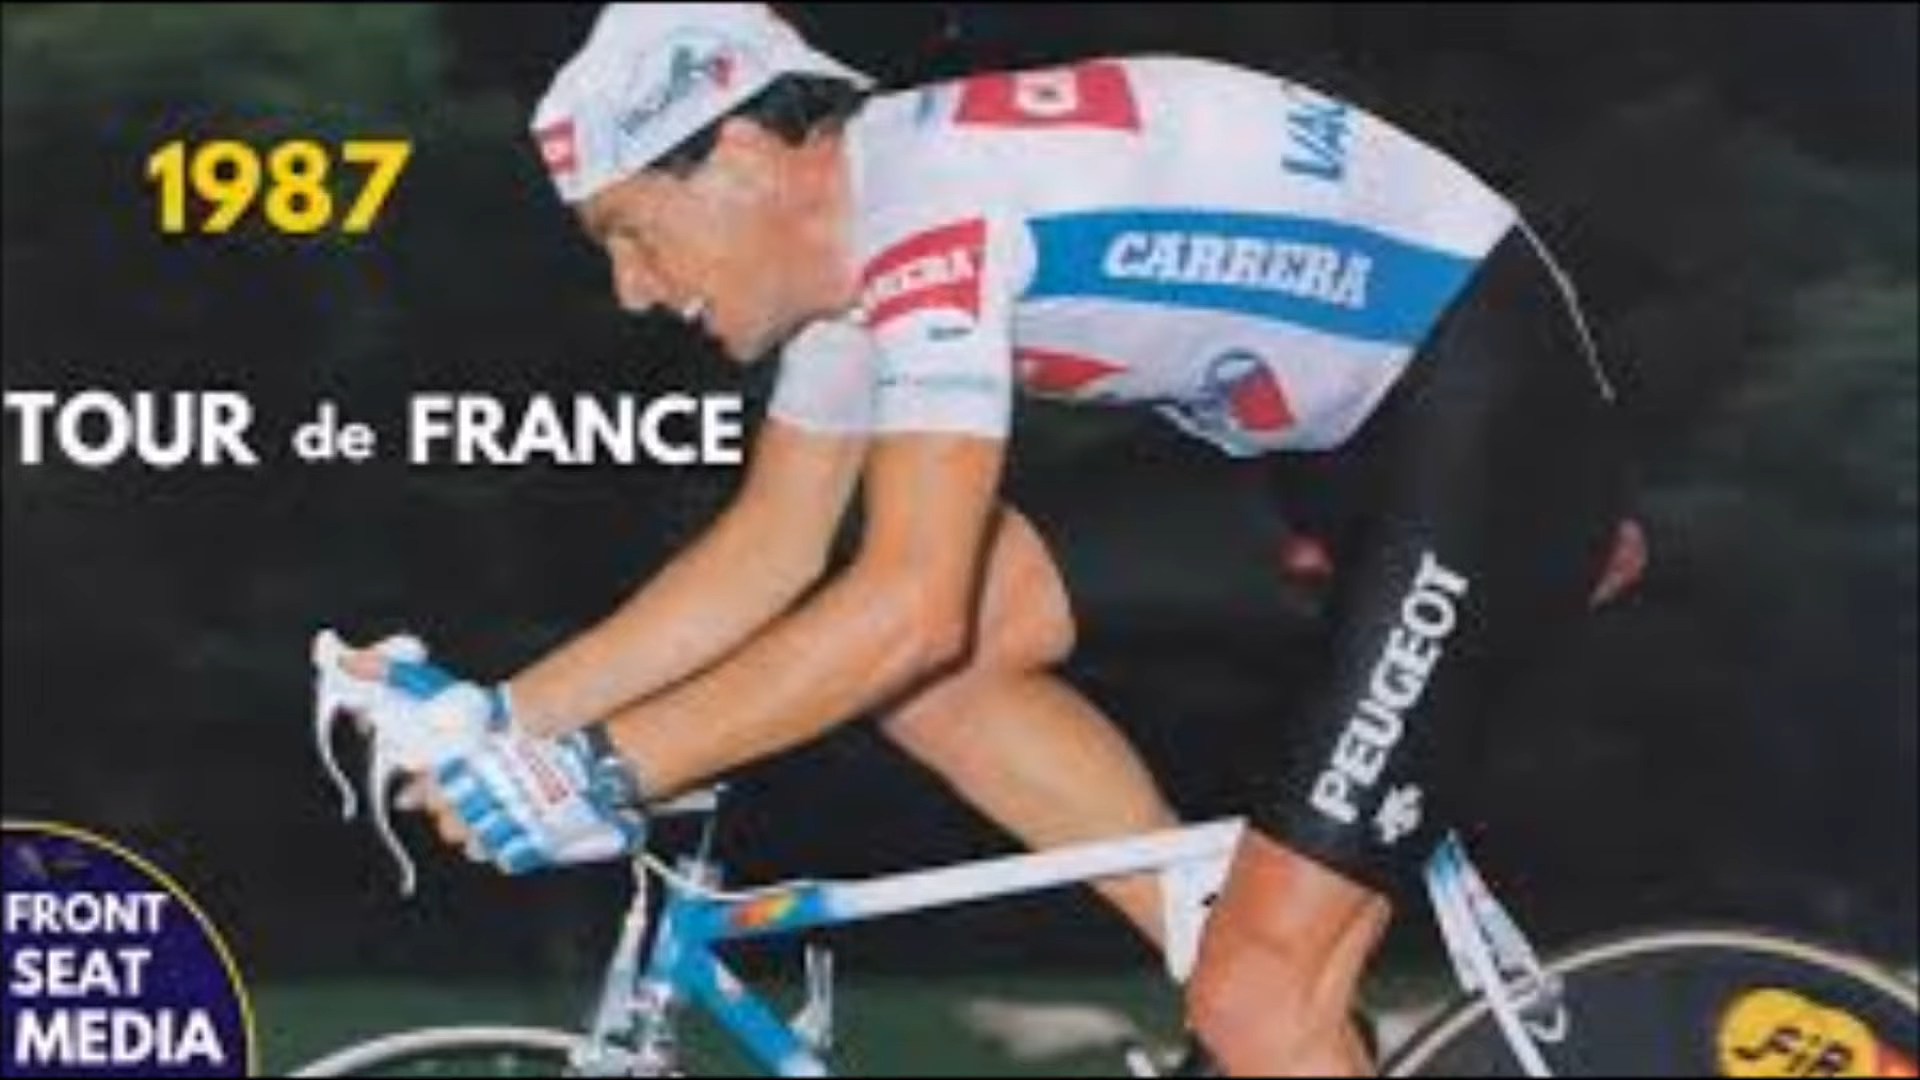 1987
TOUR de FRANCE
CARRERA
PEUGEOT
FRONT
SEAT
MEDIA